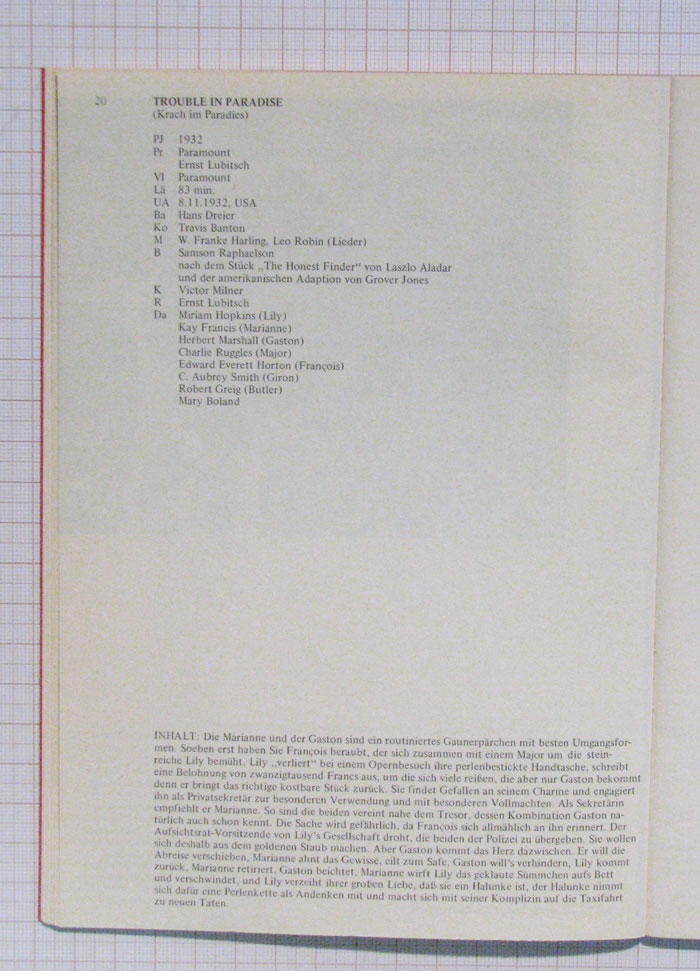 20
TROUBLE IN PARADISE
(Krach im Paradies)
PJ 1932
Pr Paramount
Ernst Lubitsch
Vl Paramount
Lä 83 min.
UA 8.11.1932, USA
Ba Hans Dreier
Ko Travis Banton
M W. Franke Harling, Leo Robin (Lieder)
B Samson Raphaelson
nach dem Stück „The Honest Finder“ von Laszlo Aladar
und der amerikanischen Adaption von Grover Jones
K Victor Milner
R Ernst Lubitsch
Da Miriam Hopkins (Lily)
Kay Francis (Marianne)
Herbert Marshall (Gaston)
Charlie Ruggles (Major)
Edward Everett Horton (François)
C. Aubrey Smith (Giron)
Robert Greig (Butler)
Mary Boland
INHALT: Die Marianne und der Gaston sind ein routiniertes Gaunerpärchen mit besten Umgangsfor-
men. Soeben erst haben Sie François beraubt, der sich zusammen mit einem Major um die stein-
reiche Lily bemüht. Lily „verliert“ bei einem Opernbesuch ihre perlenbestickte Handtasche, schreibt
eine Belohnung von zwanzigtausend Francs aus, um die sich viele reißen, die aber nur Gaston bekommt
denn er bringt das richtige kostbare Stück zurück. Sie findet Gefallen an seinem Charme und engagiert
ihn als Privatsekretär zur besonderen Verwendung und mit besonderen Vollmachten. Als Sekretärin
empfiehlt er Marianne. So sind die beiden vereint nahe dem Tresor, dessen Kombination Gaston na-
türlich auch schon kennt. Die Sache wird gefährlich, da François sich allmählich an ihn erinnert. Der
Aufsichtsrat-Vorsitzende von Lily's Gesellschaft droht, die beiden der Polizei zu übergeben. Sie wollen
sich deshalb aus dem goldenen Staub machen. Aber Gaston kommt das Herz dazwischen. Er will die
Abreise verschieben, Marianne ahnt das Gewisse, eilt zum Safe, Gaston will's verhindern, Lily kommt
zurück, Marianne retiriert, Gaston beichtet, Marianne wirft Lily das geklaute Sümmchen aufs Bett
und verschwindet, und Lily verzeiht ihrer großen Liebe, daß sie ein Halunke ist, der Halunke nimmt
sich dafür eine Perlenkette als Andenken mit und macht sich mit seiner Komplizin auf die Taxifahrt
zu neuen Taten.